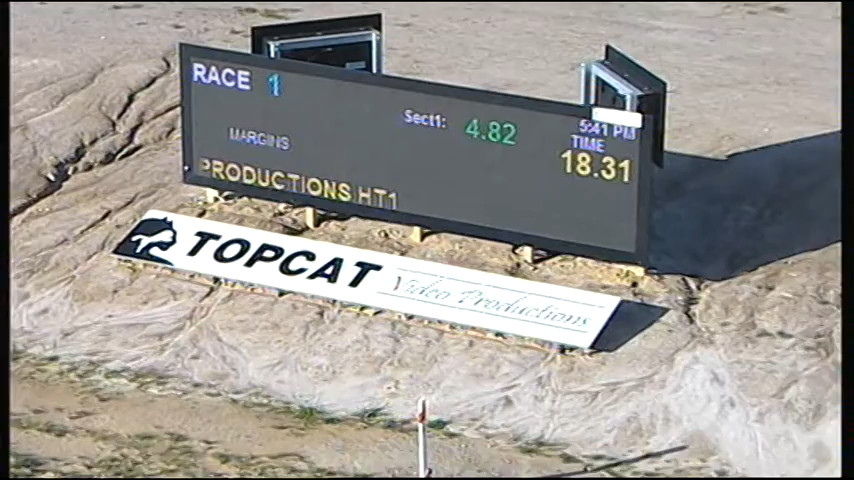 RACE 1
Sect1: 4.82
5:41 PM
TIME
18.31
MARGINS
PRODUCTIONS HT1
TOPCAT Video Productions